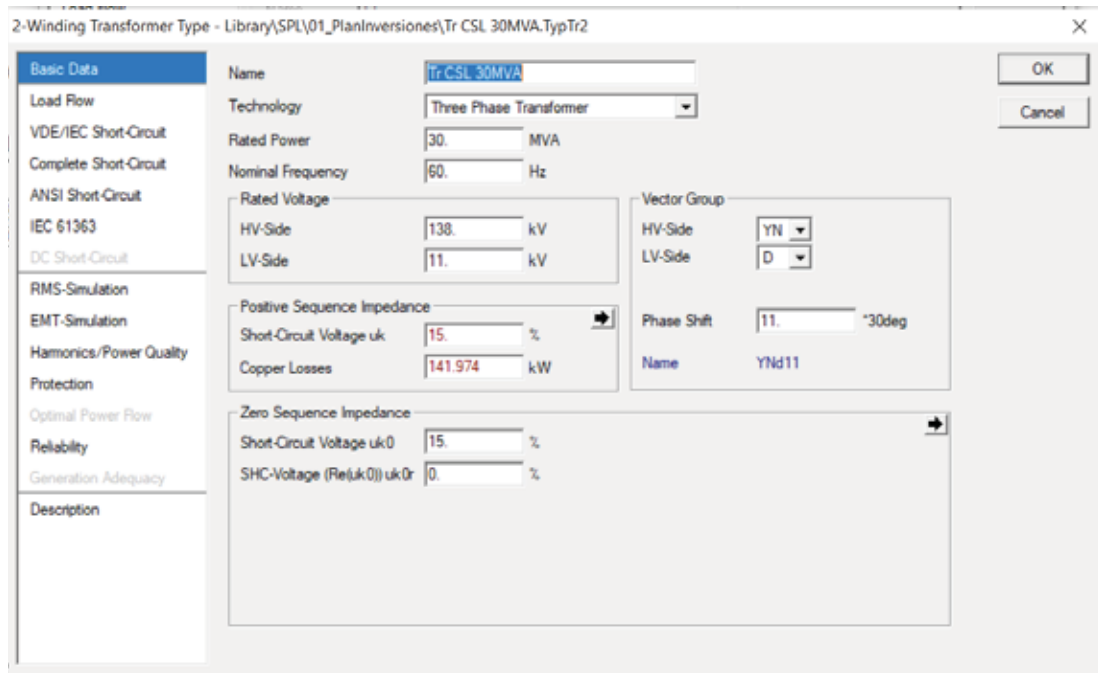 2-Winding Transformer Type - Library\SPL\01_PlanInversiones\Tr CSL 30MVA.TypTr2
Basic Data
Load Flow
VDE/IEC Short-Circuit
Complete Short-Circuit
ANSI Short-Circuit
IEC 61363
DC Short-Circuit
RMS-Simulation
EMT-Simulation
Harmonics/Power Quality
Protection
Optimal Power Flow
Reliability
Generation Adequacy
Description
Name Tr CSL 30MVA
Technology Three Phase Transformer
Rated Power 30. MVA
Nominal Frequency 60. Hz
Rated Voltage
HV-Side 138. kV
LV-Side 11. kV
Positive Sequence Impedance
Short-Circuit Voltage uk 15. %
Copper Losses 141.974 kW
Vector Group
HV-Side YN
LV-Side D
Phase Shift 11. *30deg
Name YNd11
Zero Sequence Impedance
Short-Circuit Voltage uk0 15. %
SHC-Voltage (Re(uk0)) uk0r 0. %
OK
Cancel